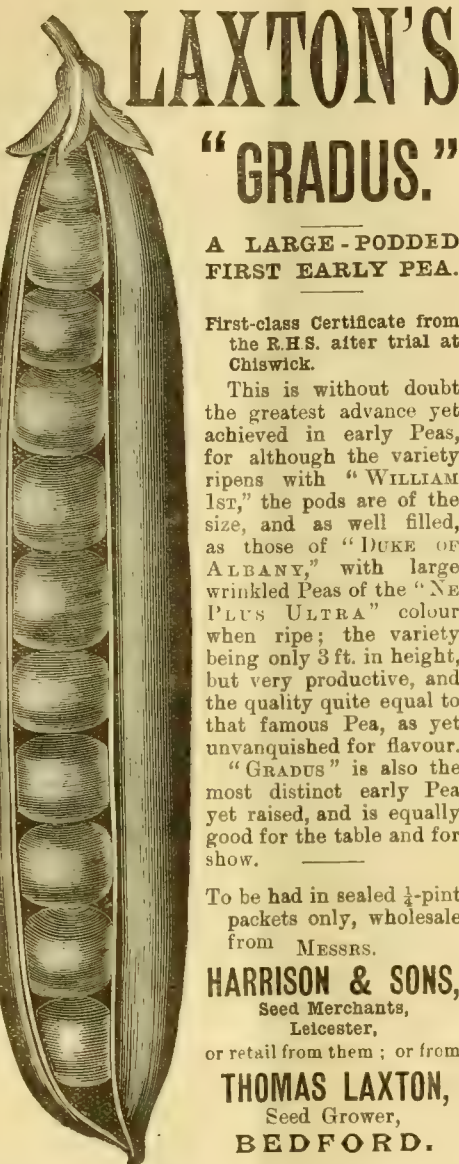 LAXTON'S
"GRADUS."
A LARGE-PODDED
FIRST EARLY PEA.
First-class Certificate from
the R.H.S. after trial at
Chiswick.
This is without doubt
the greatest advance yet
achieved in early Peas,
for although the variety
ripens with "WILLIAM
1ST," the pods are of the
size, and as well filled,
as those of "DUKE OF
ALBANY," with large
wrinkled Peas of the "NE
PLUS ULTRA" colour
when ripe; the variety
being only 3 ft. in height,
but very productive, and
the quality quite equal to
that famous Pea, as yet
unvanquished for flavour.
"GRADUS" is also the
most distinct early Pea
yet raised, and is equally
good for the table and for
show.
To be had in sealed ¼-pint
packets only, wholesale
from MESSRS.
HARRISON & SONS,
Seed Merchants,
Leicester,
or retail from them; or from
THOMAS LAXTON,
Seed Grower,
BEDFORD.